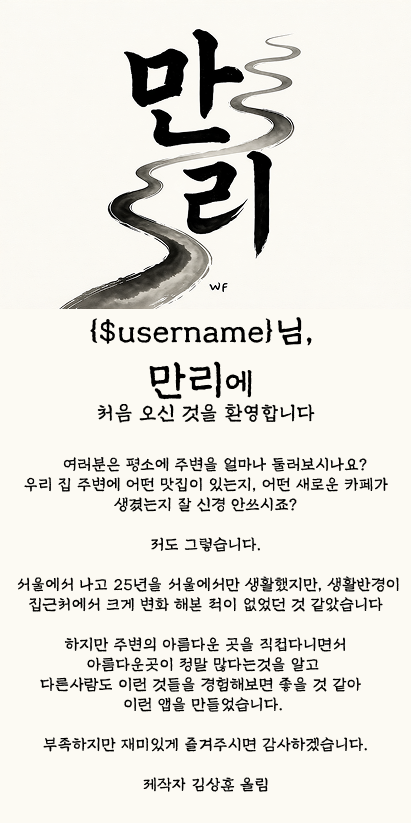 만
리
WF
{$username}님,
만리에
처음 오신 것을 환영합니다
여러분은 평소에 주변을 얼마나 둘러보시나요?
우리 집 주변에 어떤 맛집이 있는지, 어떤 새로운 카페가
생겼는지 잘 신경 안쓰시죠?
저도 그렇습니다.
서울에서 나고 25년을 서울에서만 생활했지만, 생활반경이
집근처에서 크게 변화 해본 적이 없었던 것 같았습니다
하지만 주변의 아름다운 곳을 직접다니면서
아름다운곳이 정말 많다는것을 알고
다른사람도 이런 것들을 경험해보면 좋을 것 같아
이런 앱을 만들었습니다.
부족하지만 재미있게 즐겨주시면 감사하겠습니다.
제작자 김상훈 올림